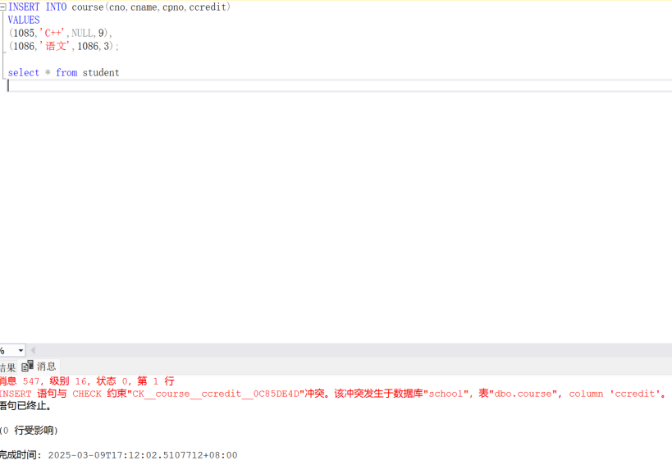 INSERT INTO course(cno,cname,cpno,ccredit)
VALUES
(1085,'C++',NULL,9),
(1086,'语文',1086,3);
select * from student
%
结果 消息
消息 547, 级别 16, 状态 0, 第 1 行
INSERT 语句与 CHECK 约束"CK__course__ccredit__0C85DE4D"冲突。该冲突发生于数据库"school", 表"dbo.course", column 'ccredit'。
语句已终止。
(0 行受影响)
完成时间: 2025-03-09T17:12:02.5107712+08:00